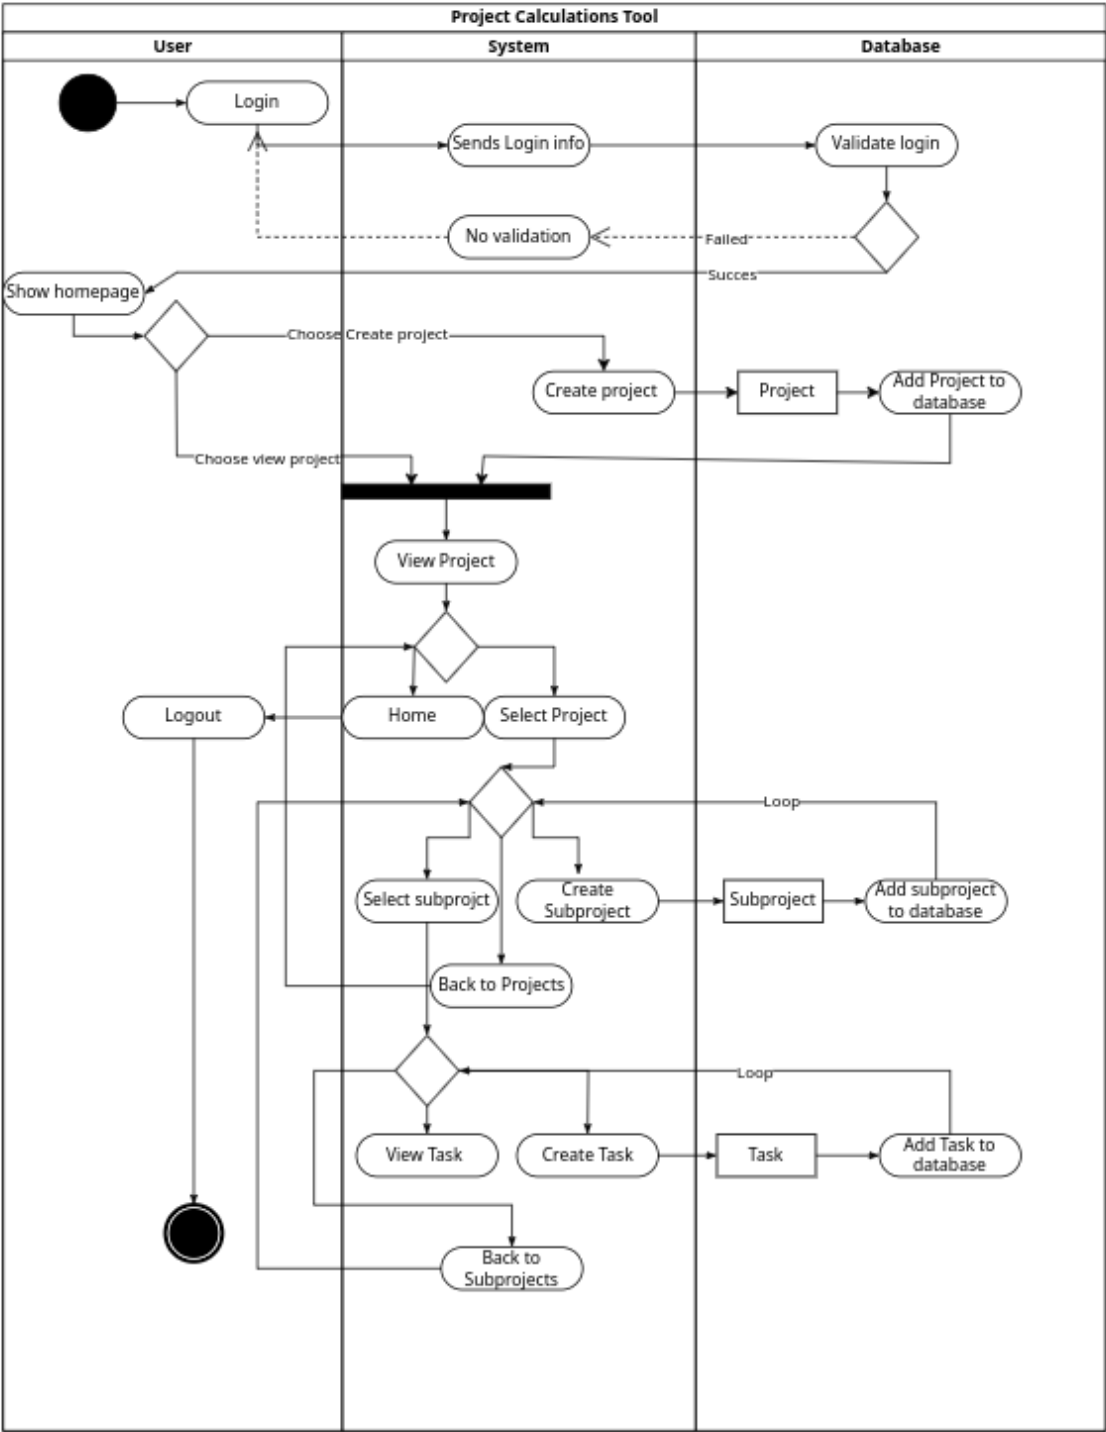 Project Calculations Tool
User
System
Database
Login
Sends Login info
Validate login
No validation
Failed
Succes
Show homepage
Choose Create project
Create project
Project
Add Project to
database
Choose view project
View Project
Logout
Home
Select Project
Loop
Select subprojct
Create
Subproject
Subproject
Add subproject
to database
Back to Projects
Loop
View Task
Create Task
Task
Add Task to
database
Back to
Subprojects